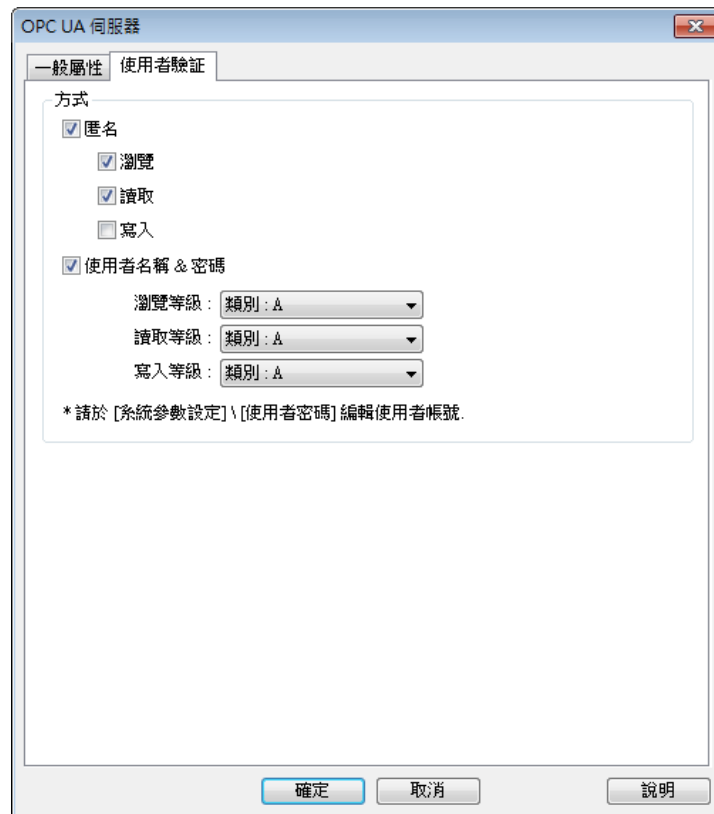 OPC UA 伺服器
一般屬性
使用者驗証
方式
匿名
瀏覽
讀取
寫入
使用者名稱 & 密碼
瀏覽等級 : 類別 : A
讀取等級 : 類別 : A
寫入等級 : 類別 : A
* 請於 [系統參數設定] \ [使用者密碼] 編輯使用者帳號.
確定
取消
說明